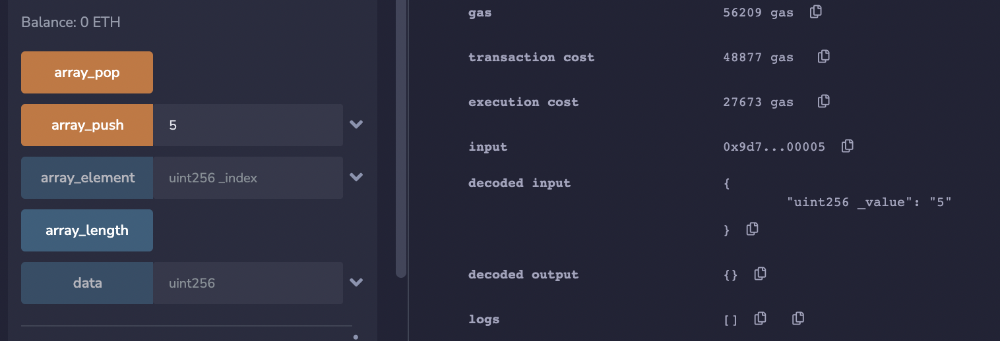 Balance: 0 ETH
array_pop
array_push 5
array_element uint256 _index
array_length
data uint256
gas 56209 gas
transaction cost 48877 gas
execution cost 27673 gas
input 0x9d7...00005
decoded input {
"uint256 _value": "5"
}
decoded output {}
logs []